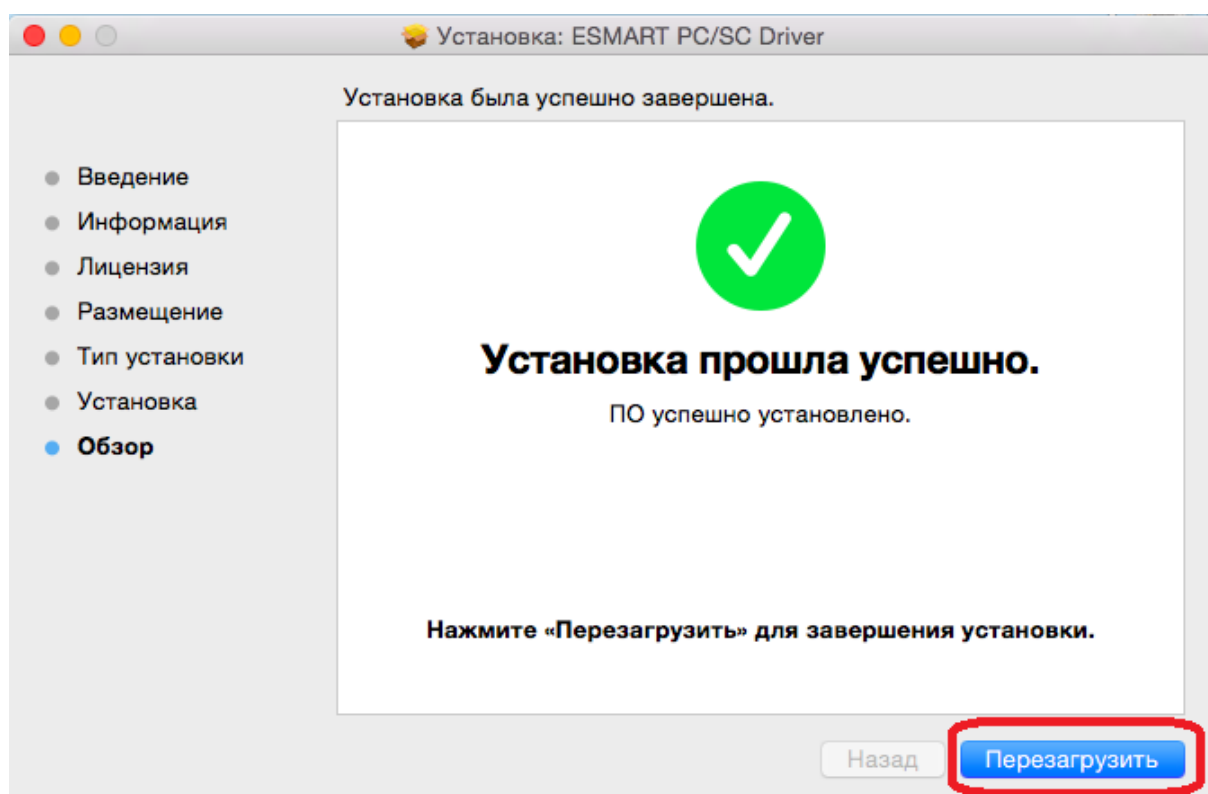 Установка: ESMART PC/SC Driver
Установка была успешно завершена.
Введение
Информация
Лицензия
Размещение
Тип установки
Установка
Обзор
Установка прошла успешно.
ПО успешно установлено.
Нажмите «Перезагрузить» для завершения установки.
Назад
Перезагрузить